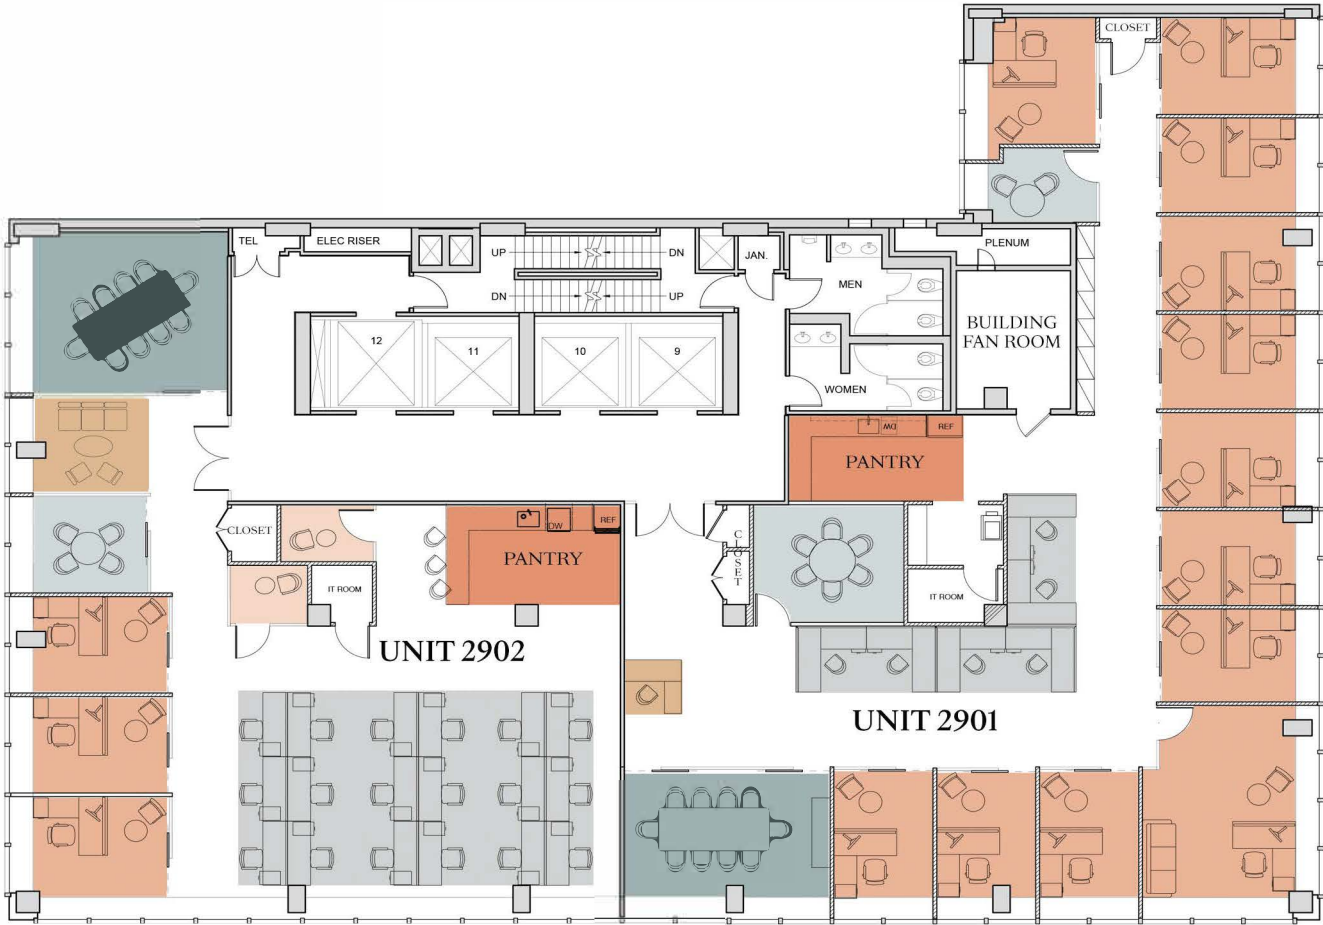 CLOSET
TEL
ELEC RISER
UP
DN
DN
UP
JAN.
MEN
PLENUM
BUILDING
FAN ROOM
12
11
10
9
WOMEN
DW
REF
PANTRY
CLOSET
DW
REF
PANTRY
IT ROOM
CLOSET
IT ROOM
UNIT 2902
UNIT 2901